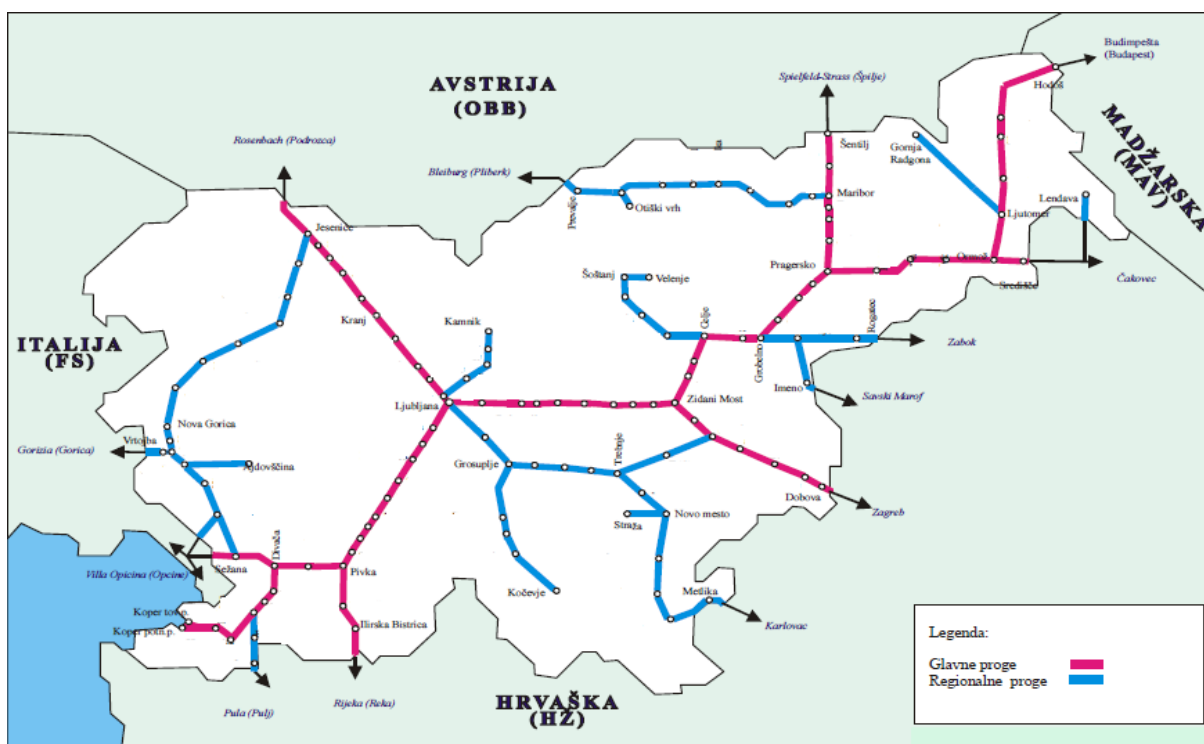 Budimpešta
(Budapest)
AVSTRIJA
(OBB)
Spielfeld-Strass (Špilje)
Hodoš
MADŽARSKA
(MAV)
Rosenbach (Podrozca)
Šentilj
Gornja
Radgona
Bleiburg (Pliberk)
Maribor
Lendava
Prevalje
Otiški vrh
Ljutomer
Jesenice
Ormož
Pragersko
Središče
Čakovec
Šoštanj
Velenje
Kranj
Kamnik
Celje
Rogatec
ITALIJA
(FS)
Grobelno
Zabok
Imeno
Savski Marof
Ljubljana
Zidani Most
Nova Gorica
Vrtojba
Gorizia (Gorica)
Ajdovščina
Grosuplje
Trebnje
Dobova
Zagreb
Straža
Novo mesto
Divača
Sežana
Pivka
Villa Opicina (Opcine)
Kočevje
Metlika
Koper tov.p.
Koper potn.p.
Ilirska Bistrica
Karlovac
Legenda:
Glavne proge
Regionalne proge
HRVAŠKA
(HŽ)
Rijeka (Reka)
Pula (Pulj)